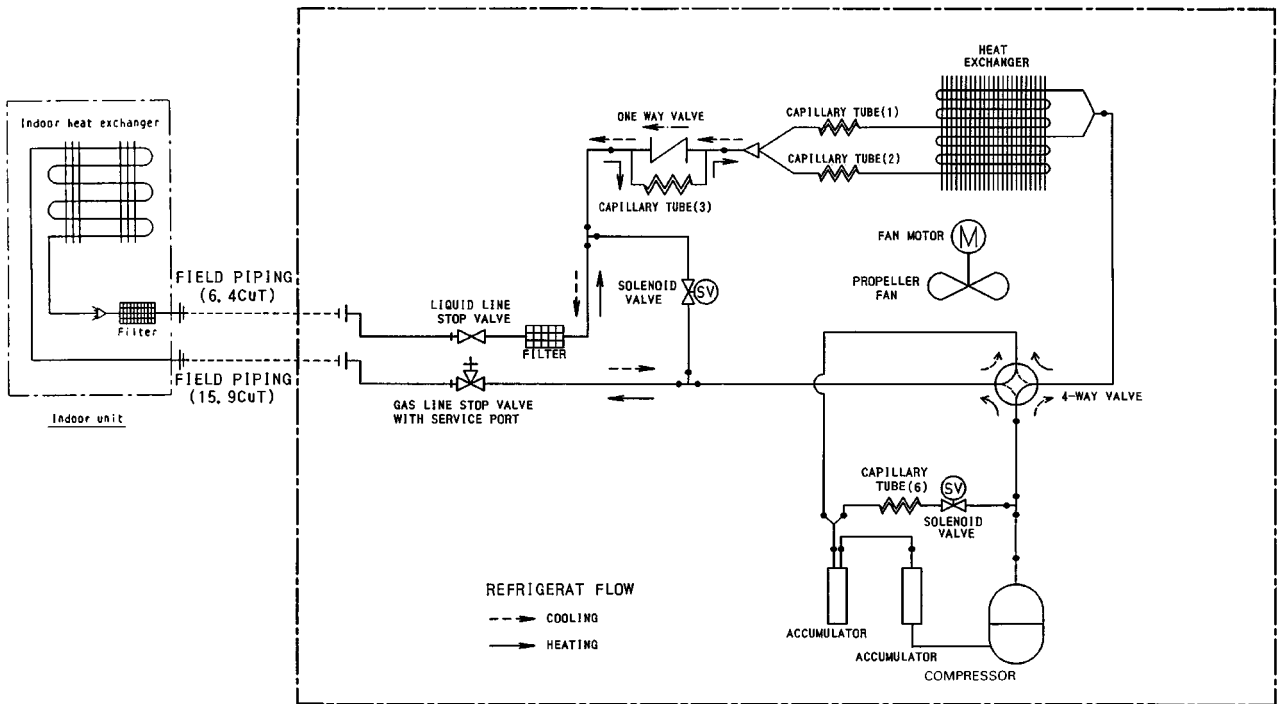 HEAT
EXCHANGER
Indoor heat exchanger
ONE WAY VALVE
CAPILLARY TUBE(1)
CAPILLARY TUBE(2)
CAPILLARY TUBE(3)
FAN MOTOR
M
PROPELLER
FAN
FIELD PIPING
(6, 4CuT)
LIQUID LINE
STOP VALVE
SOLENOID
VALVE
SV
Filter
FILTER
FIELD PIPING
(15, 9CuT)
GAS LINE STOP VALVE
WITH SERVICE PORT
4-WAY VALVE
Indoor unit
CAPILLARY
TUBE(6)
SV
SOLENOID
VALVE
REFRIGERAT FLOW
COOLING
HEATING
ACCUMULATOR
ACCUMULATOR
COMPRESSOR